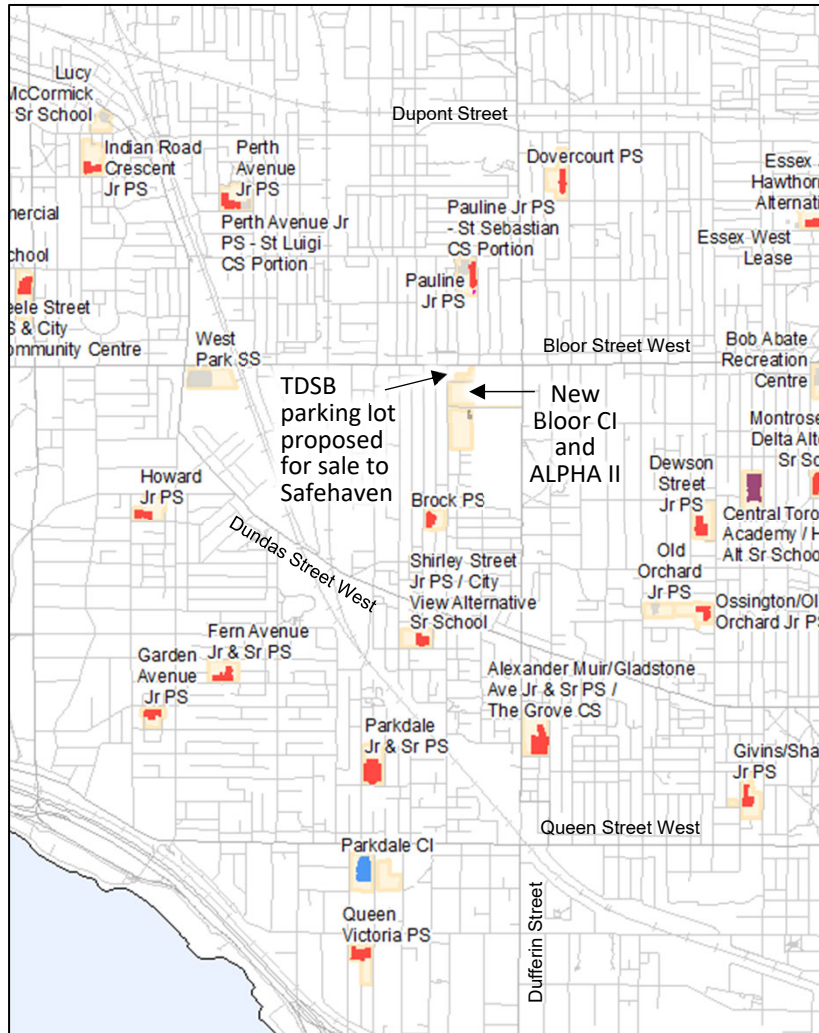 Dupont Street
Lucy
McCormick
Sr School
Indian Road
Crescent
Jr PS
Perth
Avenue
Jr PS
Perth Avenue Jr
PS - St Luigi
CS Portion
Dovercourt PS
Pauline Jr PS
- St Sebastian
CS Portion
Pauline
Jr PS
Essex J
Hawthorn
Alternati
Essex West
Lease
mercial
chool
eele Street
S & City
ommunity Centre
West
Park SS
Bloor Street West
Bob Abate
Recreation
Centre
TDSB
parking lot
proposed
for sale to
Safehaven
New
Bloor CI
and
ALPHA II
Montrose
Delta Alte
Sr Sc
Howard
Jr PS
Brock PS
Dewson
Street
Jr PS
Central Toro
Academy / H
Alt Sr School
Dundas Street West
Shirley Street
Jr PS / City
View Alternative
Sr School
Old
Orchard
Jr PS
Ossington/Ol
Orchard Jr PS
Fern Avenue
Jr & Sr PS
Garden
Avenue
Jr PS
Alexander Muir/Gladstone
Ave Jr & Sr PS /
The Grove CS
Parkdale
Jr & Sr PS
Givins/Sha
Jr PS
Queen Street West
Parkdale CI
Queen
Victoria PS
Dufferin Street